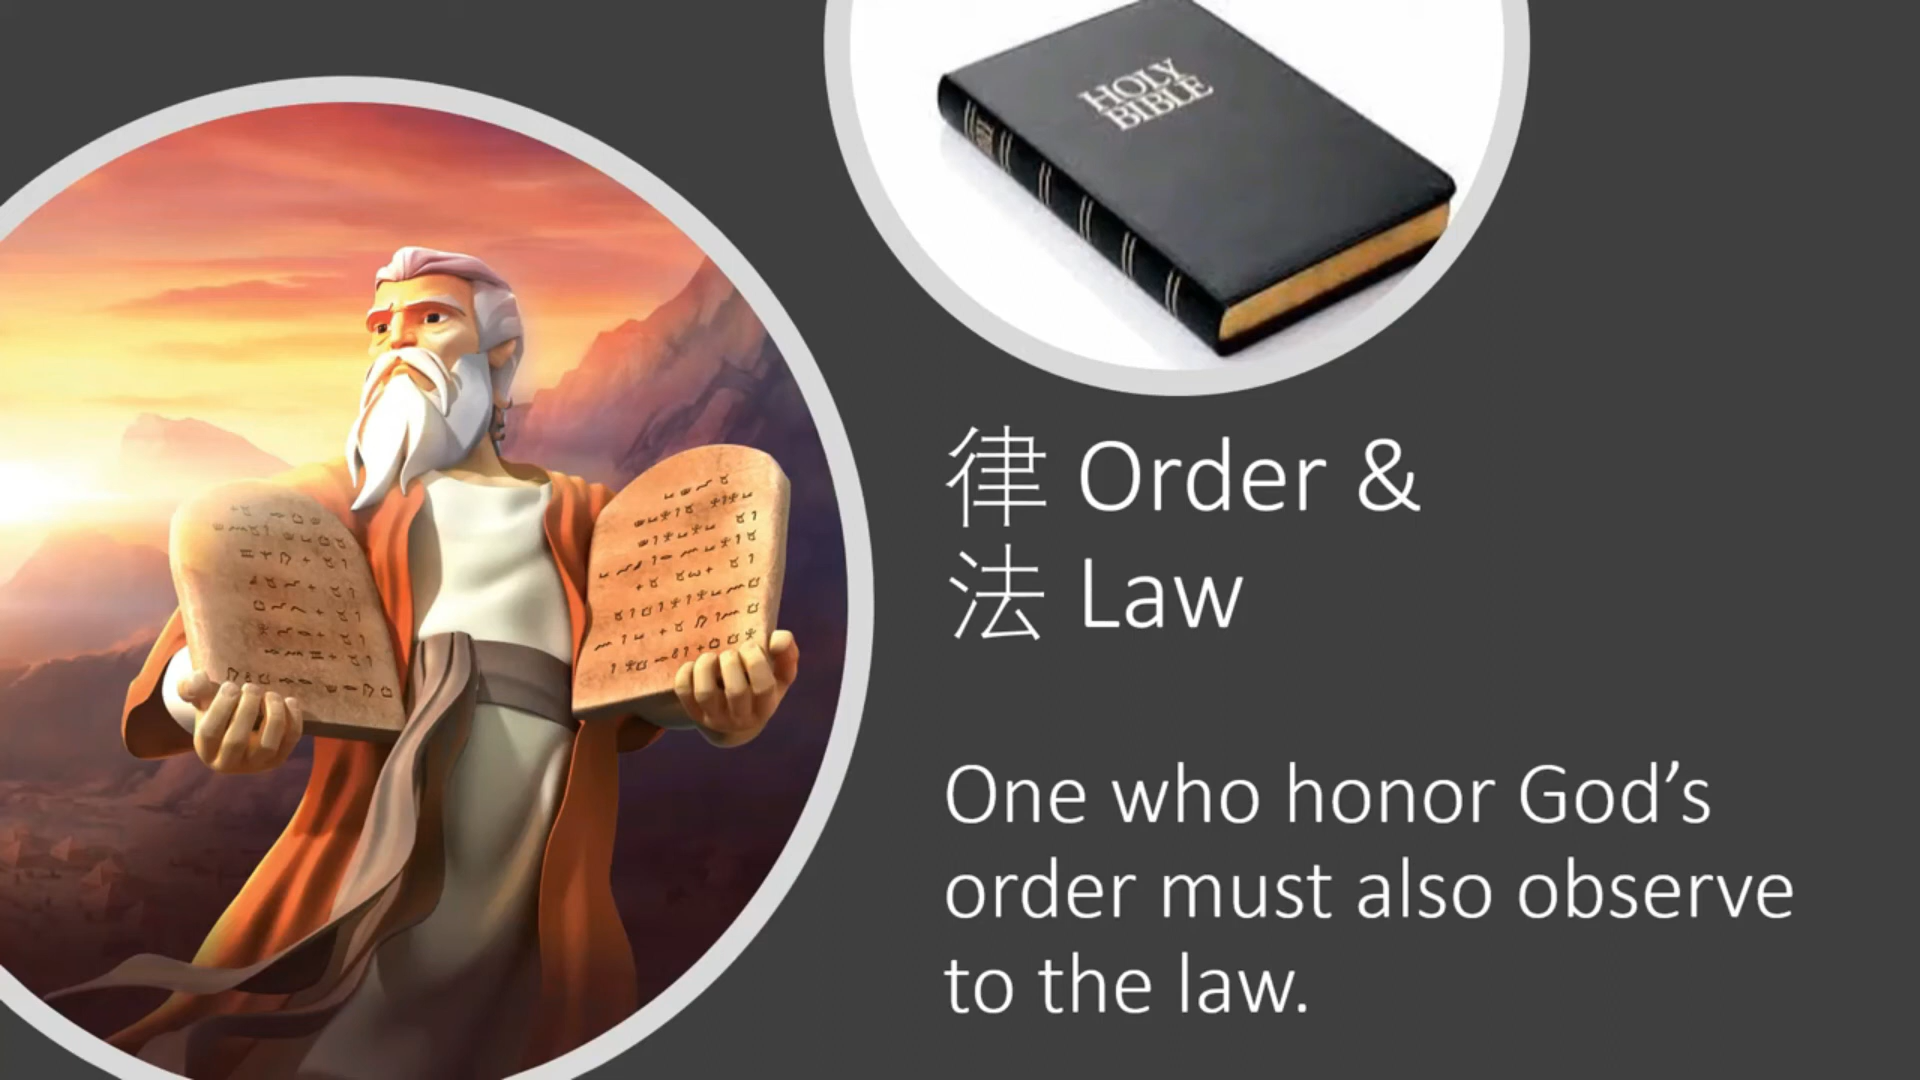 HOLY
BIBLE
律 Order &
法 Law
One who honor God’s
order must also observe
to the law.